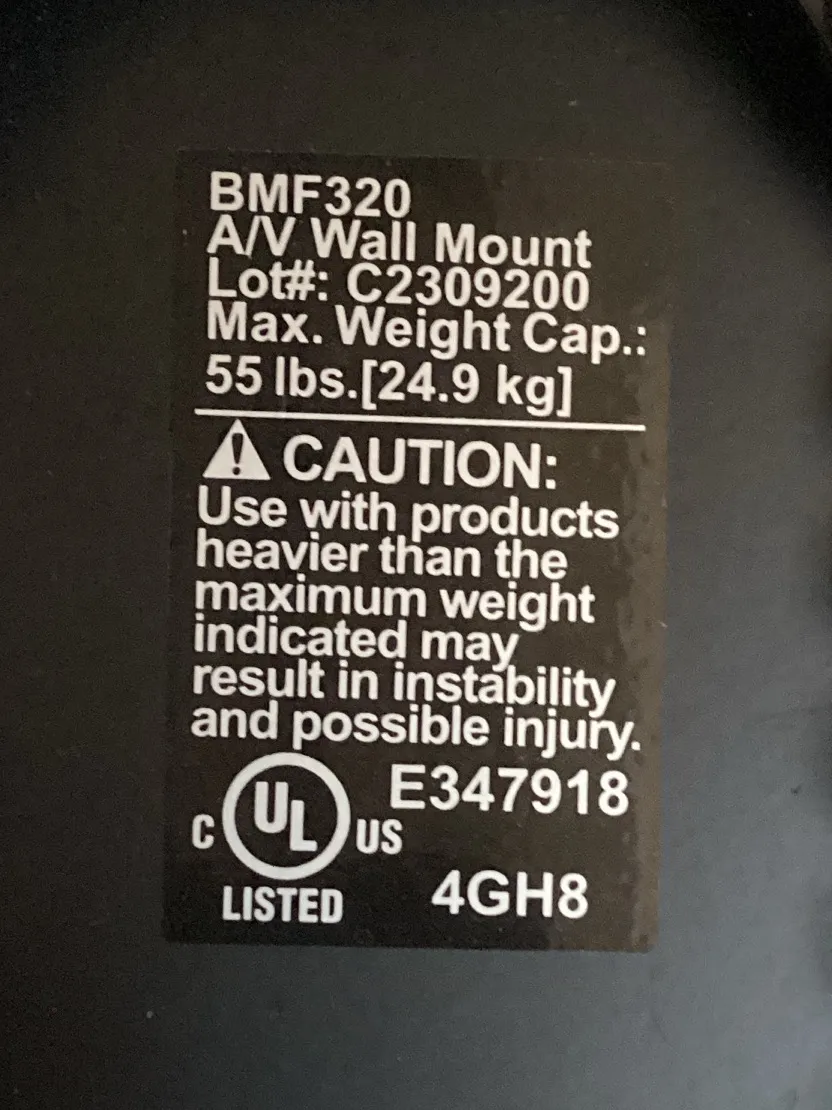 BMF320
A/V Wall Mount
Lot#: C2309200
Max. Weight Cap.:
55 lbs.[24.9 kg]
CAUTION:
Use with products
heavier than the
maximum weight
indicated may
result in instability
and possible injury.
E347918
C UL US
LISTED
4GH8